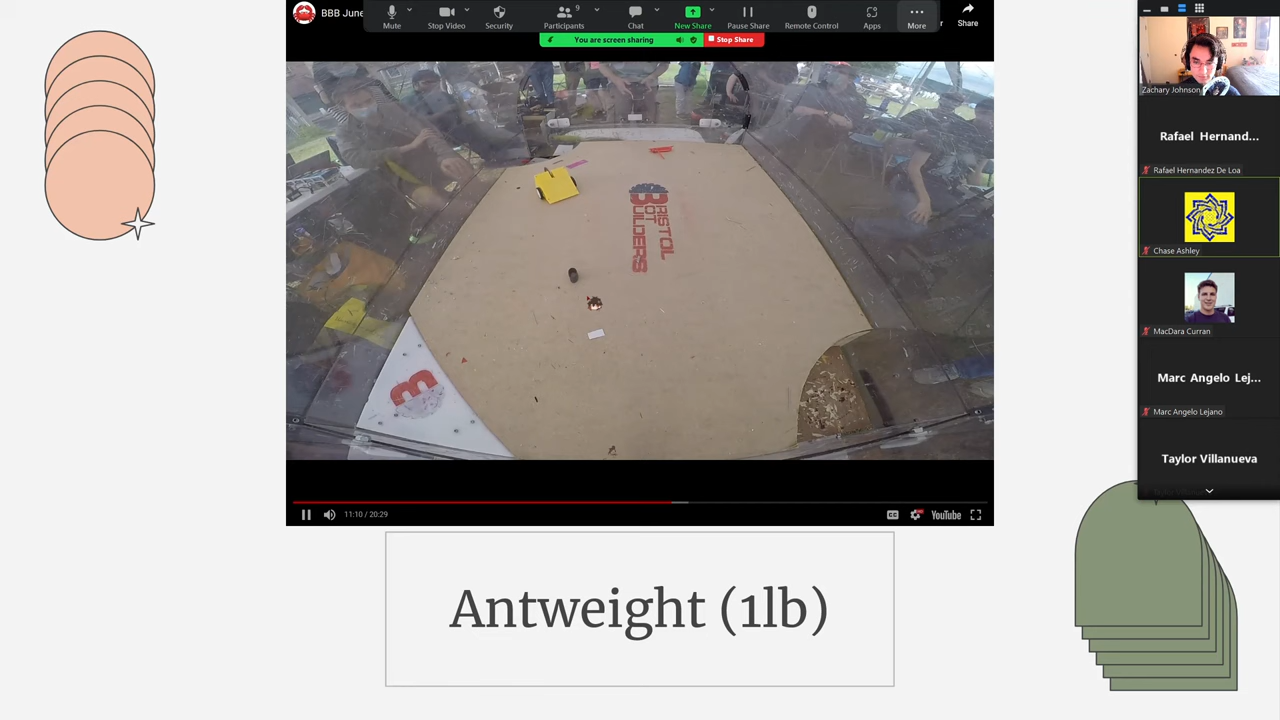 BBB June
Mute
Stop Video
Security
9
Participants
Chat
New Share
Pause Share
Remote Control
Apps
More
r
Share
You are screen sharing
Stop Share
BRISTOL
BOT
BUILDERS
B
11:10 / 20:29
CC
YouTube
Antweight (1lb)
Zachary Johnson
Rafael Hernand...
Rafael Hernandez De Loa
Chase Ashley
MacDara Curran
Marc Angelo Lej...
Marc Angelo Lejano
Taylor Villanueva